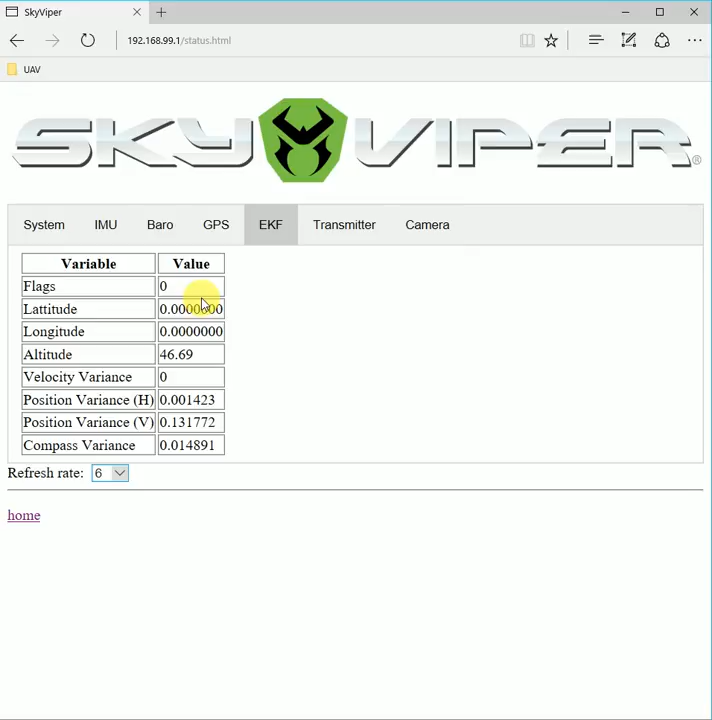 SkyViper
192.168.99.1/status.html
UAV
SKYVIPER®
System IMU Baro GPS EKF Transmitter Camera
Variable Value
Flags 0
Lattitude 0.0000000
Longitude 0.0000000
Altitude 46.69
Velocity Variance 0
Position Variance (H) 0.001423
Position Variance (V) 0.131772
Compass Variance 0.014891
Refresh rate: 6
home